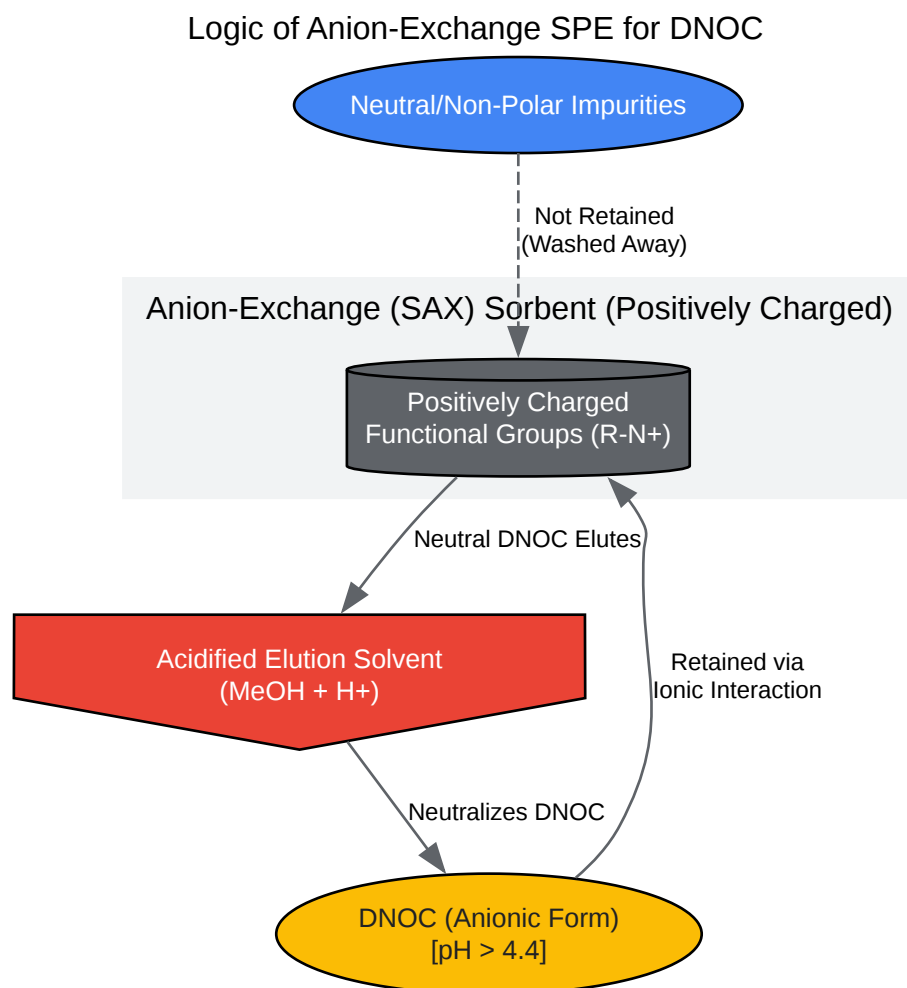 Logic of Anion-Exchange SPE for DNOC
Neutral/Non-Polar Impurities
Not Retained
(Washed Away)
Anion-Exchange (SAX) Sorbent (Positively Charged)
Positively Charged
Functional Groups (R-N+)
Neutral DNOC Elutes
Acidified Elution Solvent
(MeOH + H+)
Retained via
Ionic Interaction
Neutralizes DNOC
DNOC (Anionic Form)
[pH > 4.4]